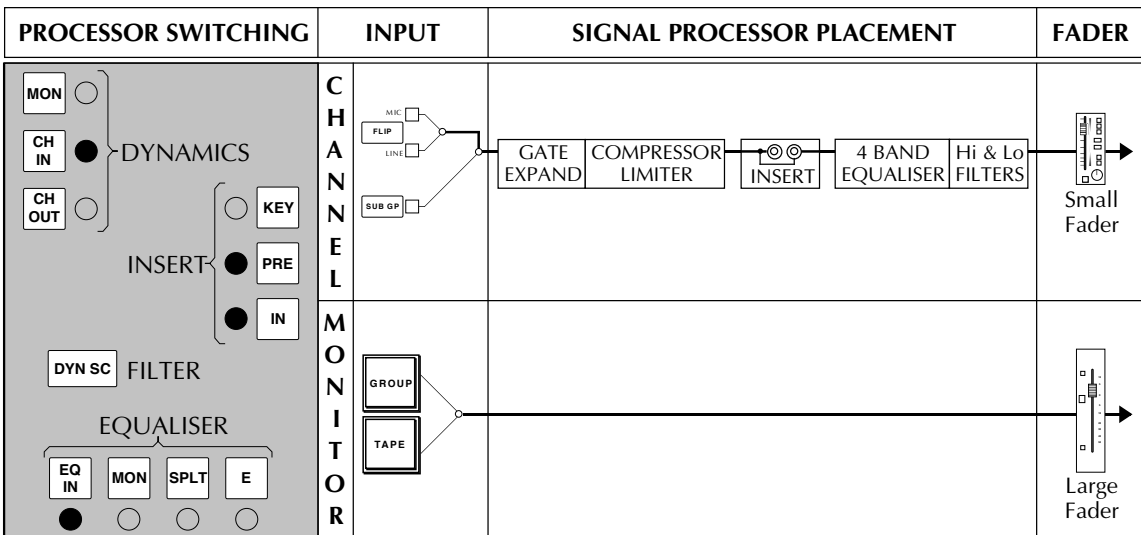 PROCESSOR SWITCHING
INPUT
SIGNAL PROCESSOR PLACEMENT
FADER
MON
CH
IN
CH
OUT
DYNAMICS
KEY
PRE
IN
INSERT
DYN SC
FILTER
EQUALISER
EQ
IN
MON
SPLT
E
CHANNEL
MIC
FLIP
LINE
SUB GP
GATE
EXPAND
COMPRESSOR
LIMITER
INSERT
4 BAND
EQUALISER
Hi & Lo
FILTERS
Small
Fader
MONITOR
GROUP
TAPE
Large
Fader